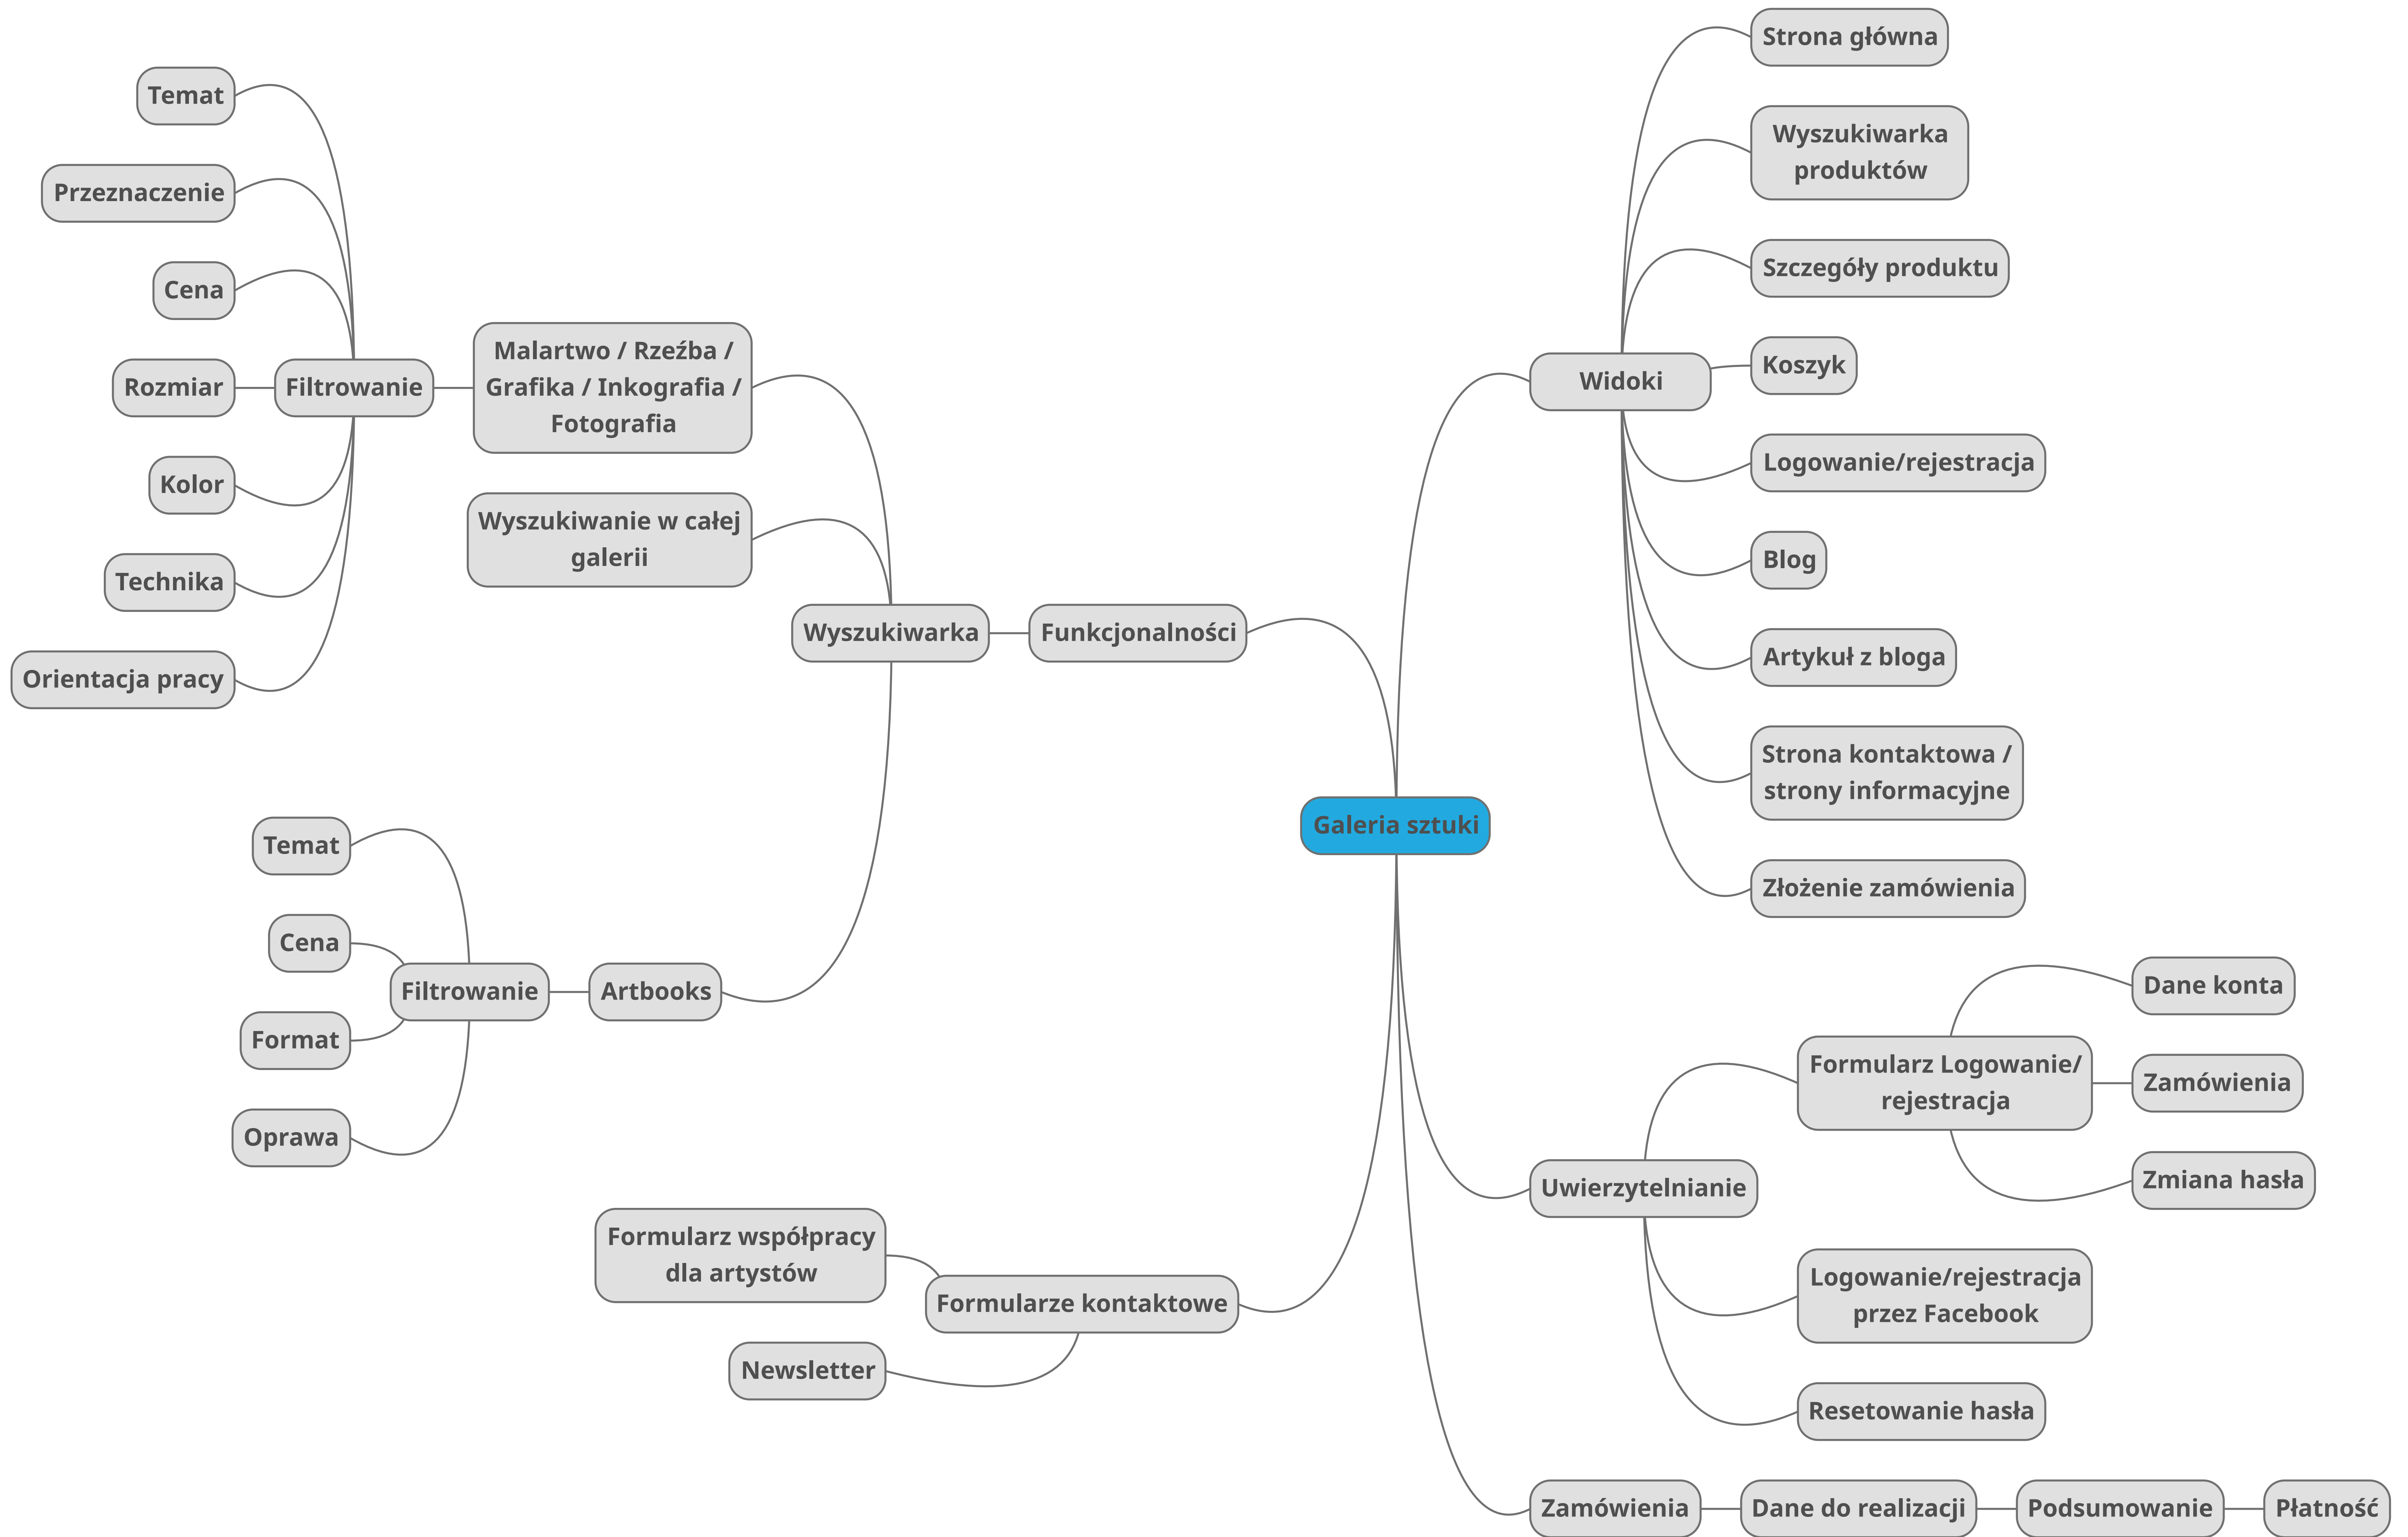 Strona główna
Wyszukiwarka
produktów
Szczegóły produktu
Koszyk
Logowanie/rejestracja
Blog
Artykuł z bloga
Strona kontaktowa /
strony informacyjne
Złożenie zamówienia
Widoki
Temat
Przeznaczenie
Cena
Rozmiar
Kolor
Technika
Orientacja pracy
Filtrowanie
Malartwo / Rzeźba /
Grafika / Inkografia /
Fotografia
Wyszukiwanie w całej
galerii
Wyszukiwarka
Funkcjonalności
Galeria sztuki
Temat
Cena
Format
Oprawa
Filtrowanie
Artbooks
Formularz współpracy
dla artystów
Newsletter
Formularze kontaktowe
Uwierzytelnianie
Formularz Logowanie/
rejestracja
Dane konta
Zamówienia
Zmiana hasła
Logowanie/rejestracja
przez Facebook
Resetowanie hasła
Zamówienia
Dane do realizacji
Podsumowanie
Płatność